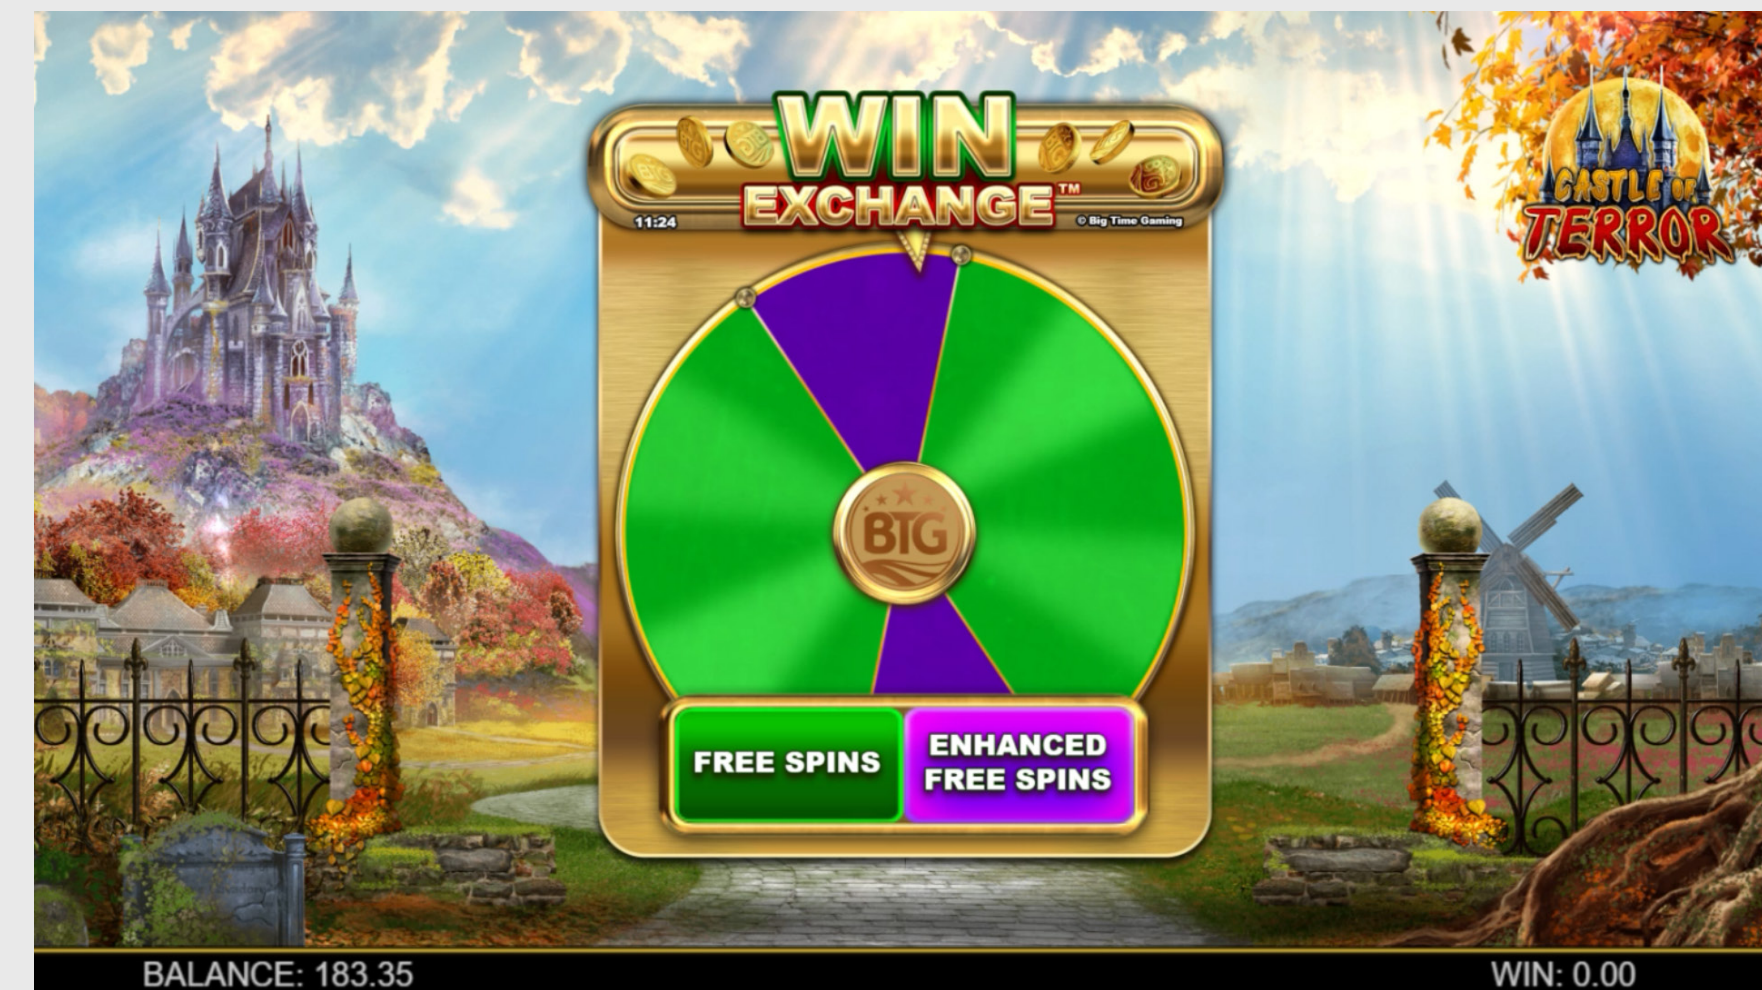 WIN
EXCHANGE™
11:24
© Big Time Gaming
CASTLE OF
TERROR
BTG
FREE SPINS
ENHANCED
FREE SPINS
BALANCE: 183.35
WIN: 0.00